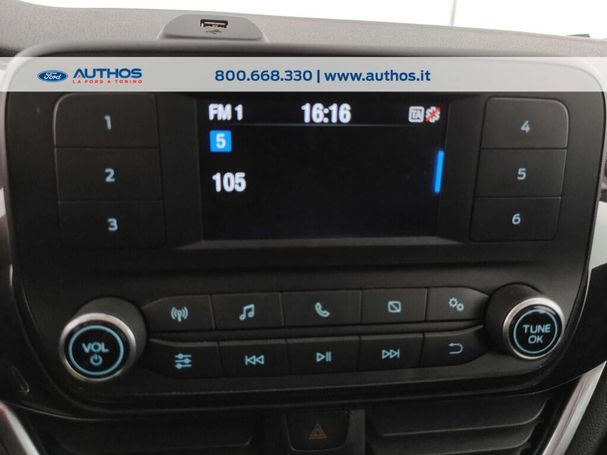 Ford AUTHOS 800.668.330 | www.authos.it
LA FORD A TORINO
FM 1 16:16 TA
5
105
1
2
3
4
5
6
VOL
TUNE
OK